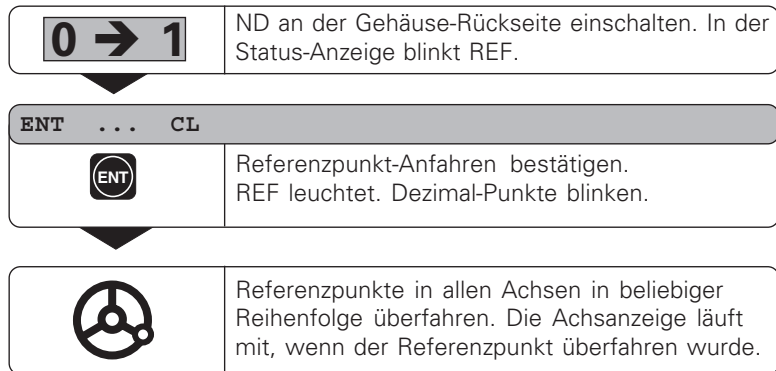 0 ➔ 1
ND an der Gehäuse-Rückseite einschalten. In der
Status-Anzeige blinkt REF.
ENT ... CL
ENT
Referenzpunkt-Anfahren bestätigen.
REF leuchtet. Dezimal-Punkte blinken.
Referenzpunkte in allen Achsen in beliebiger
Reihenfolge überfahren. Die Achsanzeige läuft
mit, wenn der Referenzpunkt überfahren wurde.